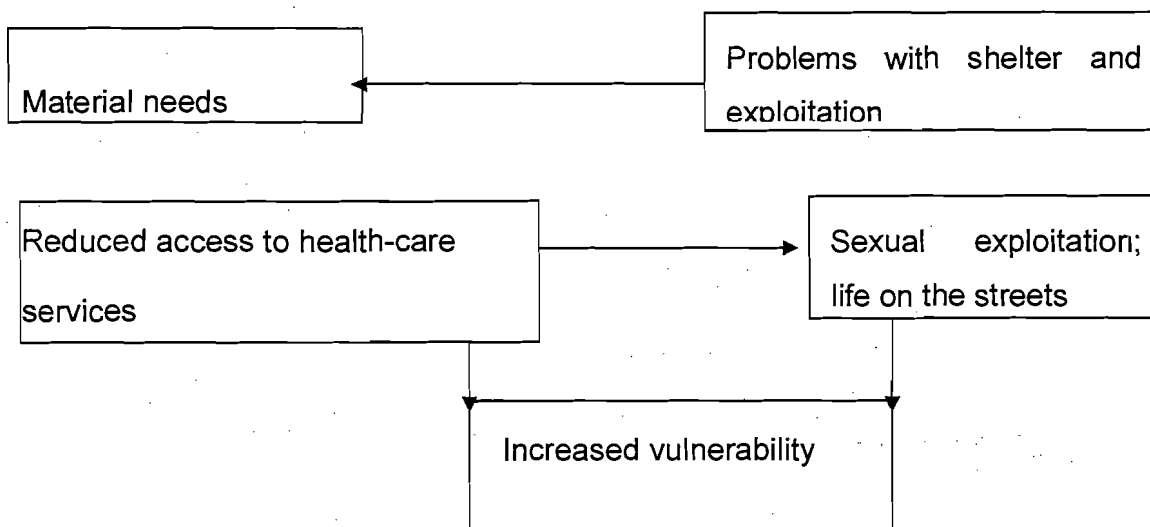 Material needs
Problems with shelter and
exploitation
Reduced access to health-care
services
Sexual exploitation;
life on the streets
Increased vulnerability